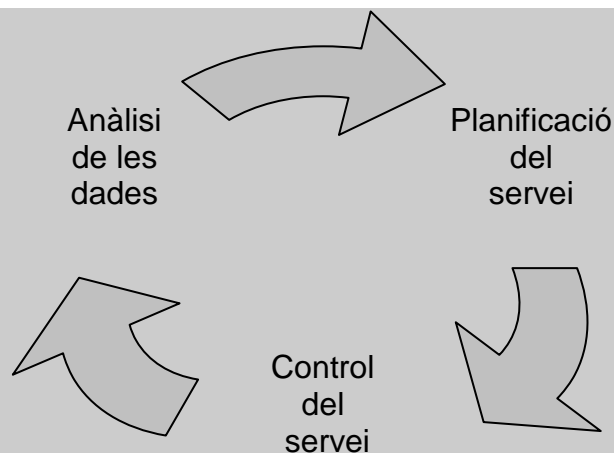 Anàlisi
de les
dades
Planificació
del
servei
Control
del
servei